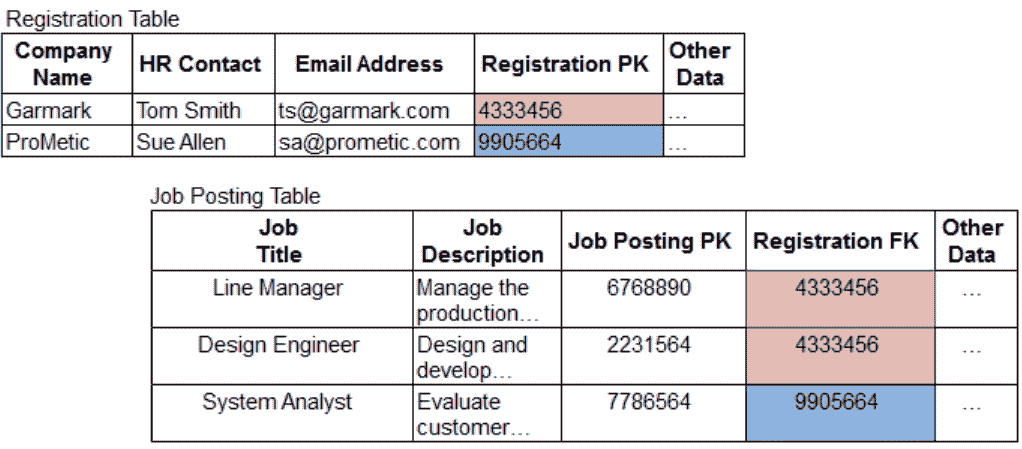 Registration Table
Company Name HR Contact Email Address Registration PK Other Data
Garmark Tom Smith ts@garmark.com 4333456 ...
ProMetic Sue Allen sa@prometic.com 9905664 ...
Job Posting Table
Job Title Job Description Job Posting PK Registration FK Other Data
Line Manager Manage the production... 6768890 4333456 ...
Design Engineer Design and develop... 2231564 4333456 ...
System Analyst Evaluate customer... 7786564 9905664 ...